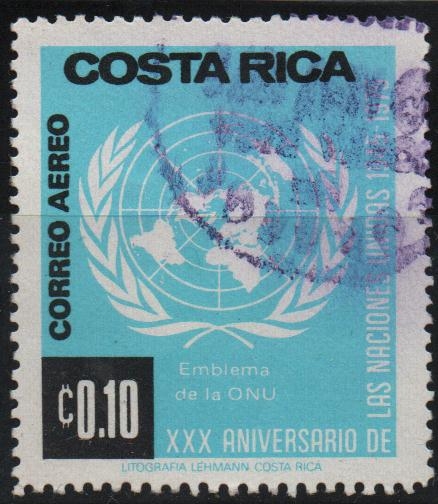 COSTA RICA
CORREO AEREO
Emblema
de la ONU
₡0.10
XXX ANIVERSARIO DE
LAS NACIONES UNIDAS 1945-1975
LITOGRAFIA LEHMANN COSTA RICA